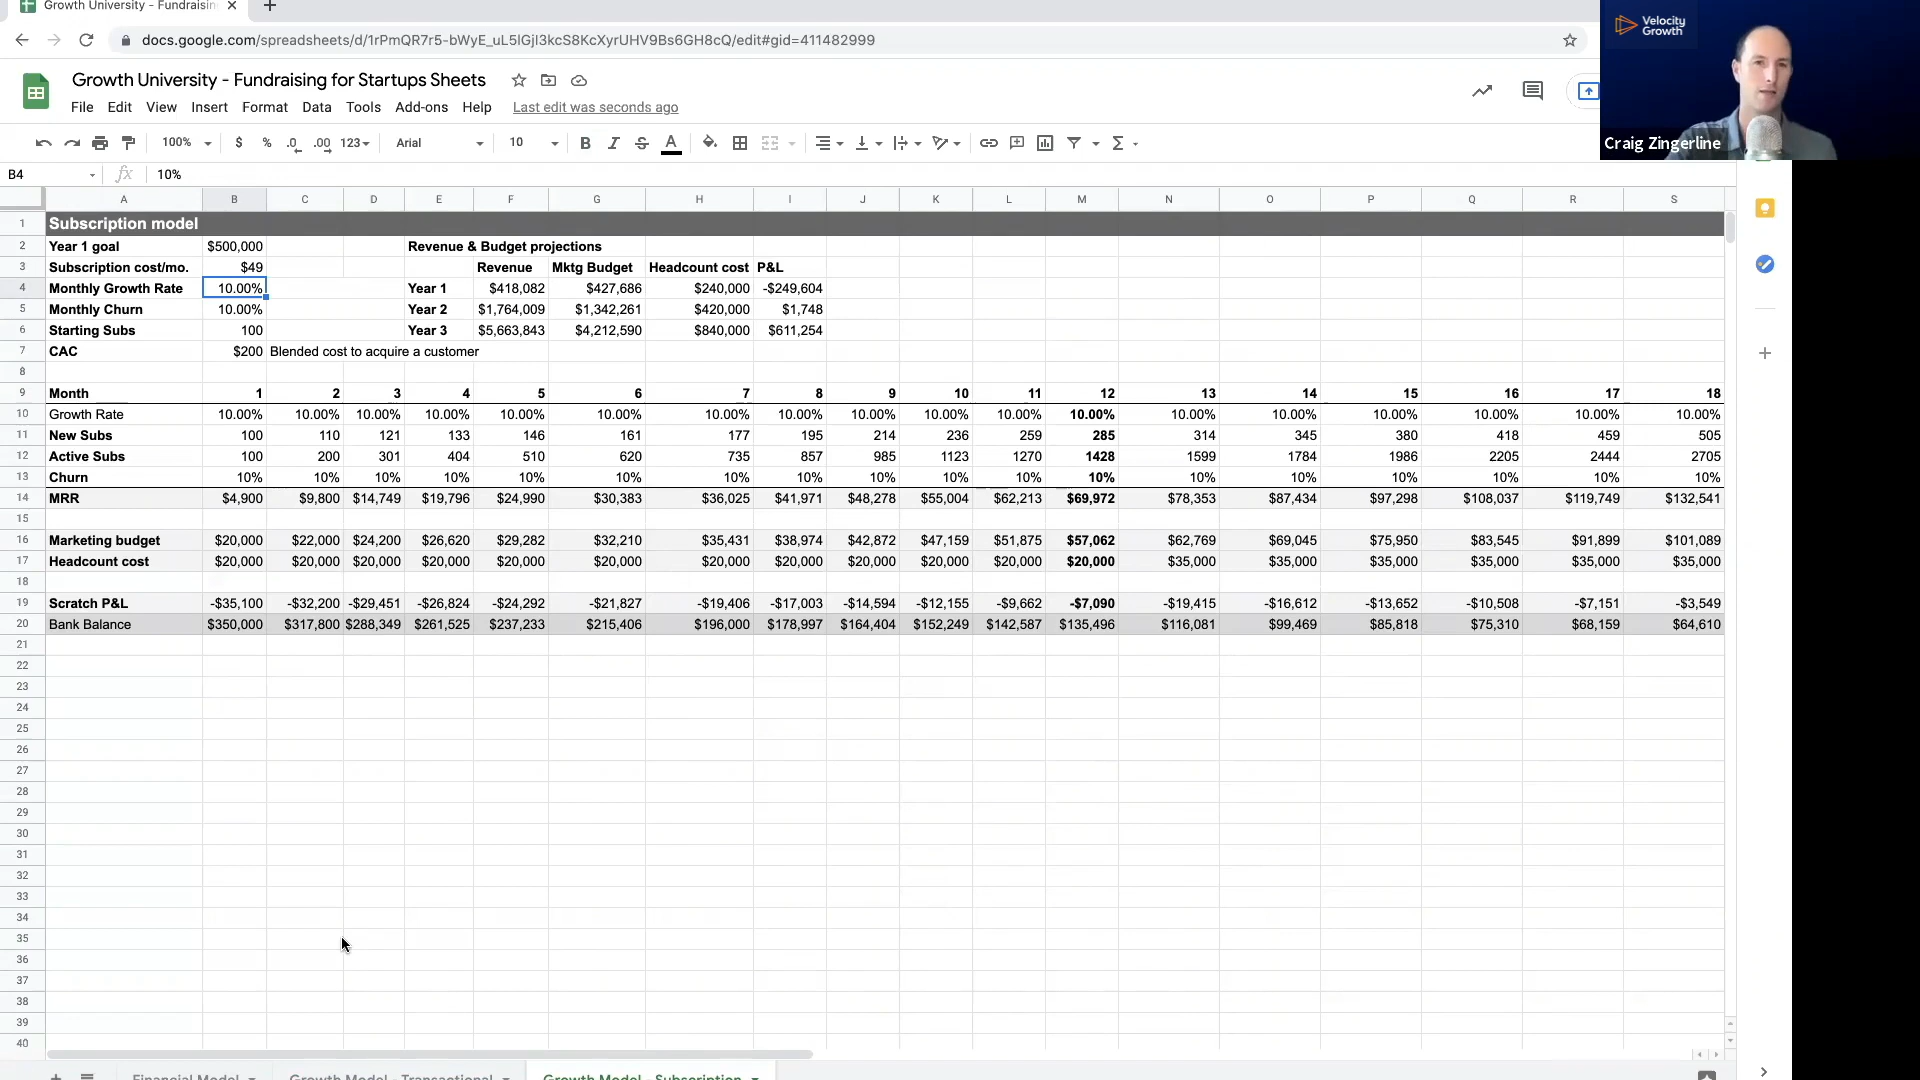 Growth University - Fundraisin
docs.google.com/spreadsheets/d/1rPmQR7r5-bWyE_uL5lGjl3kcS8KcXyrUHV9Bs6GH8cQ/edit#gid=411482999
Velocity Growth
Craig Zingerline
Growth University - Fundraising for Startups Sheets
File Edit View Insert Format Data Tools Add-ons Help Last edit was seconds ago
100% $ % .0 .00 123 Arial 10 B I S A
B4 fx 10%
A B C D E F G H I J K L M N O P Q R S
1 Subscription model
2 Year 1 goal $500,000 Revenue & Budget projections
3 Subscription cost/mo. $49 Revenue Mktg Budget Headcount cost P&L
4 Monthly Growth Rate 10.00% Year 1 $418,082 $427,686 $240,000 -$249,604
5 Monthly Churn 10.00% Year 2 $1,764,009 $1,342,261 $420,000 $1,748
6 Starting Subs 100 Year 3 $5,663,843 $4,212,590 $840,000 $611,254
7 CAC $200 Blended cost to acquire a customer
8
9 Month 1 2 3 4 5 6 7 8 9 10 11 12 13 14 15 16 17 18
10 Growth Rate 10.00% 10.00% 10.00% 10.00% 10.00% 10.00% 10.00% 10.00% 10.00% 10.00% 10.00% 10.00% 10.00% 10.00% 10.00% 10.00% 10.00% 10.00%
11 New Subs 100 110 121 133 146 161 177 195 214 236 259 285 314 345 380 418 459 505
12 Active Subs 100 200 301 404 510 620 735 857 985 1123 1270 1428 1599 1784 1986 2205 2444 2705
13 Churn 10% 10% 10% 10% 10% 10% 10% 10% 10% 10% 10% 10% 10% 10% 10% 10% 10% 10%
14 MRR $4,900 $9,800 $14,749 $19,796 $24,990 $30,383 $36,025 $41,971 $48,278 $55,004 $62,213 $69,972 $78,353 $87,434 $97,298 $108,037 $119,749 $132,541
15
16 Marketing budget $20,000 $22,000 $24,200 $26,620 $29,282 $32,210 $35,431 $38,974 $42,872 $47,159 $51,875 $57,062 $62,769 $69,045 $75,950 $83,545 $91,899 $101,089
17 Headcount cost $20,000 $20,000 $20,000 $20,000 $20,000 $20,000 $20,000 $20,000 $20,000 $20,000 $20,000 $20,000 $35,000 $35,000 $35,000 $35,000 $35,000 $35,000
18
19 Scratch P&L -$35,100 -$32,200 -$29,451 -$26,824 -$24,292 -$21,827 -$19,406 -$17,003 -$14,594 -$12,155 -$9,662 -$7,090 -$19,415 -$16,612 -$13,652 -$10,508 -$7,151 -$3,549
20 Bank Balance $350,000 $317,800 $288,349 $261,525 $237,233 $215,406 $196,000 $178,997 $164,404 $152,249 $142,587 $135,496 $116,081 $99,469 $85,818 $75,310 $68,159 $64,610
21
22
23
24
25
26
27
28
29
30
31
32
33
34
35
36
37
38
39
40
Financial Model Growth Model - Transactional Growth Model - Subscription